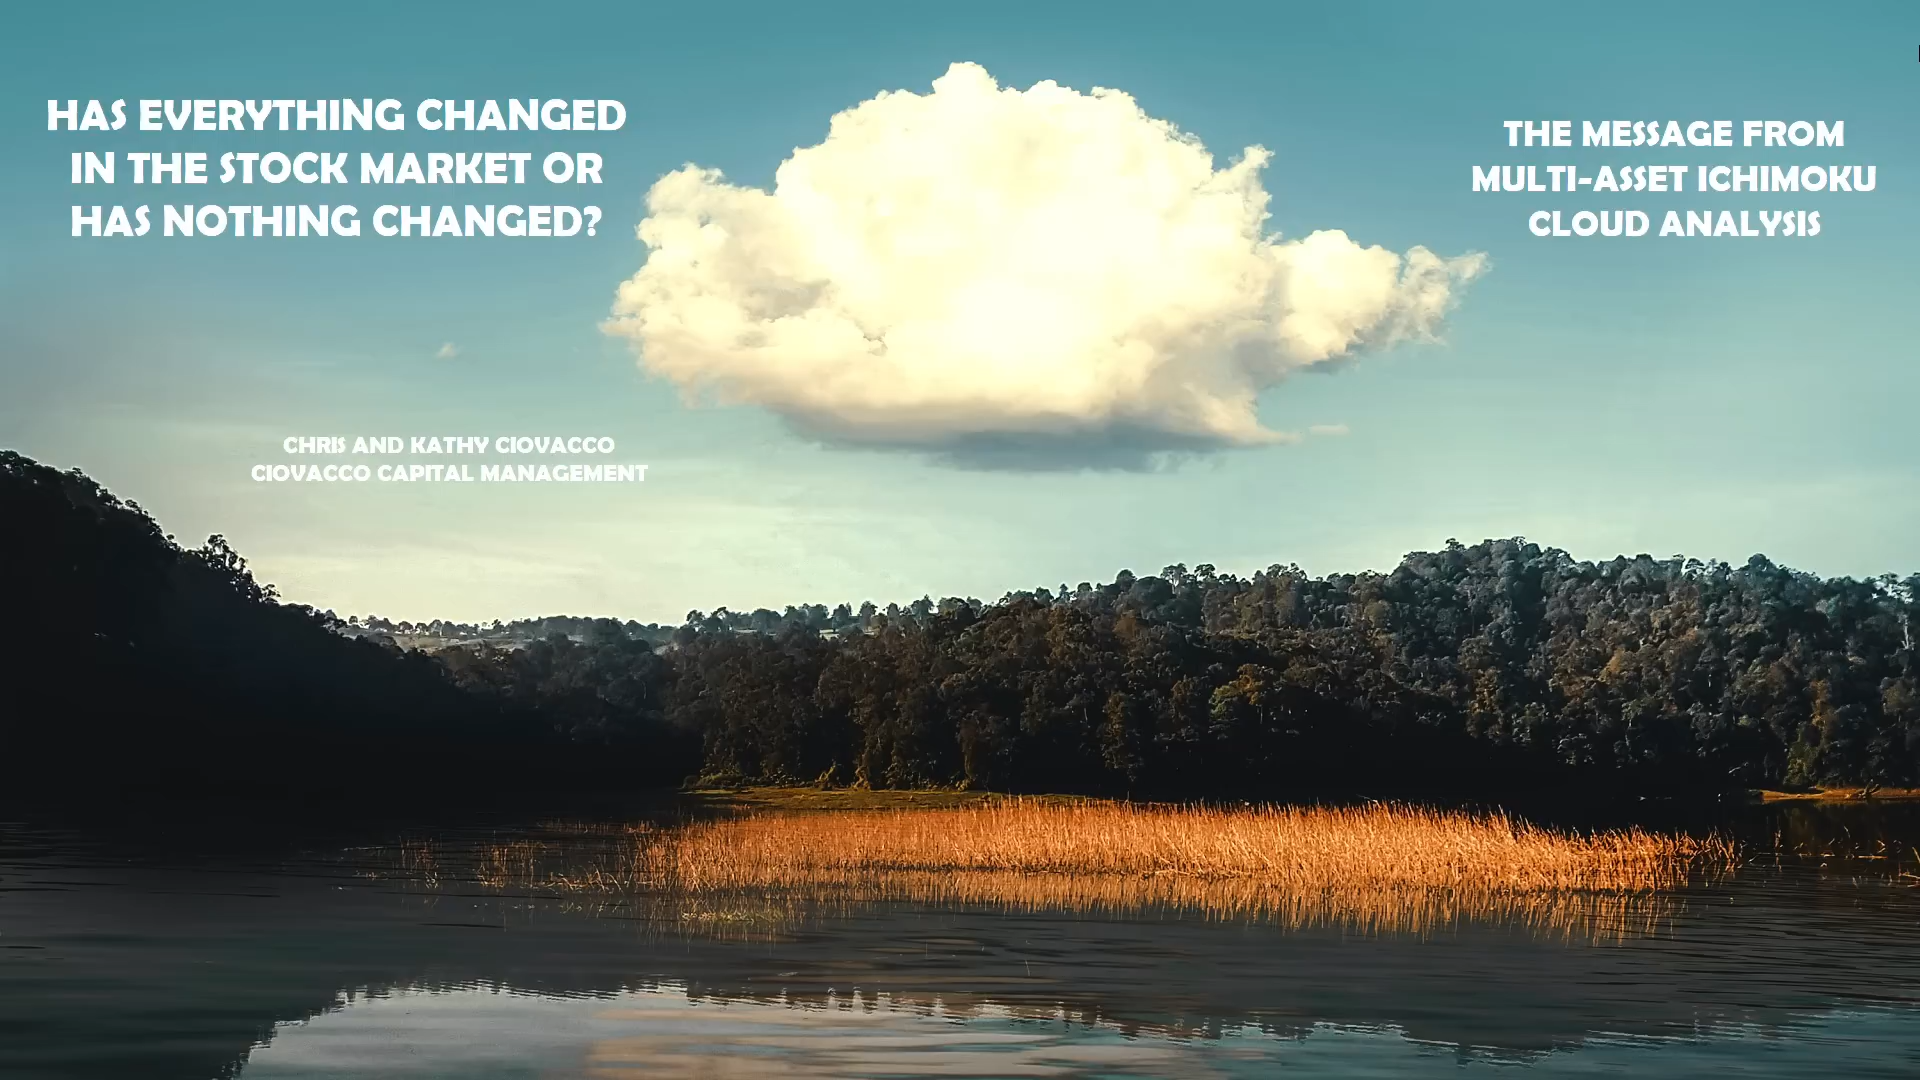 HAS EVERYTHING CHANGED
IN THE STOCK MARKET OR
HAS NOTHING CHANGED?
THE MESSAGE FROM
MULTI-ASSET ICHIMOKU
CLOUD ANALYSIS
CHRIS AND KATHY CIOVACCO
CIOVACCO CAPITAL MANAGEMENT